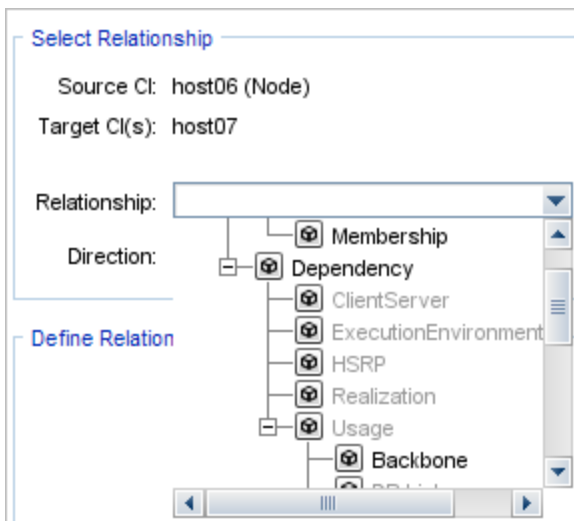 Select Relationship
Source CI: host06 (Node)
Target CI(s): host07
Relationship:
Membership
Direction:
Dependency
ClientServer
ExecutionEnvironment
HSRP
Define Relation
Realization
Usage
Backbone